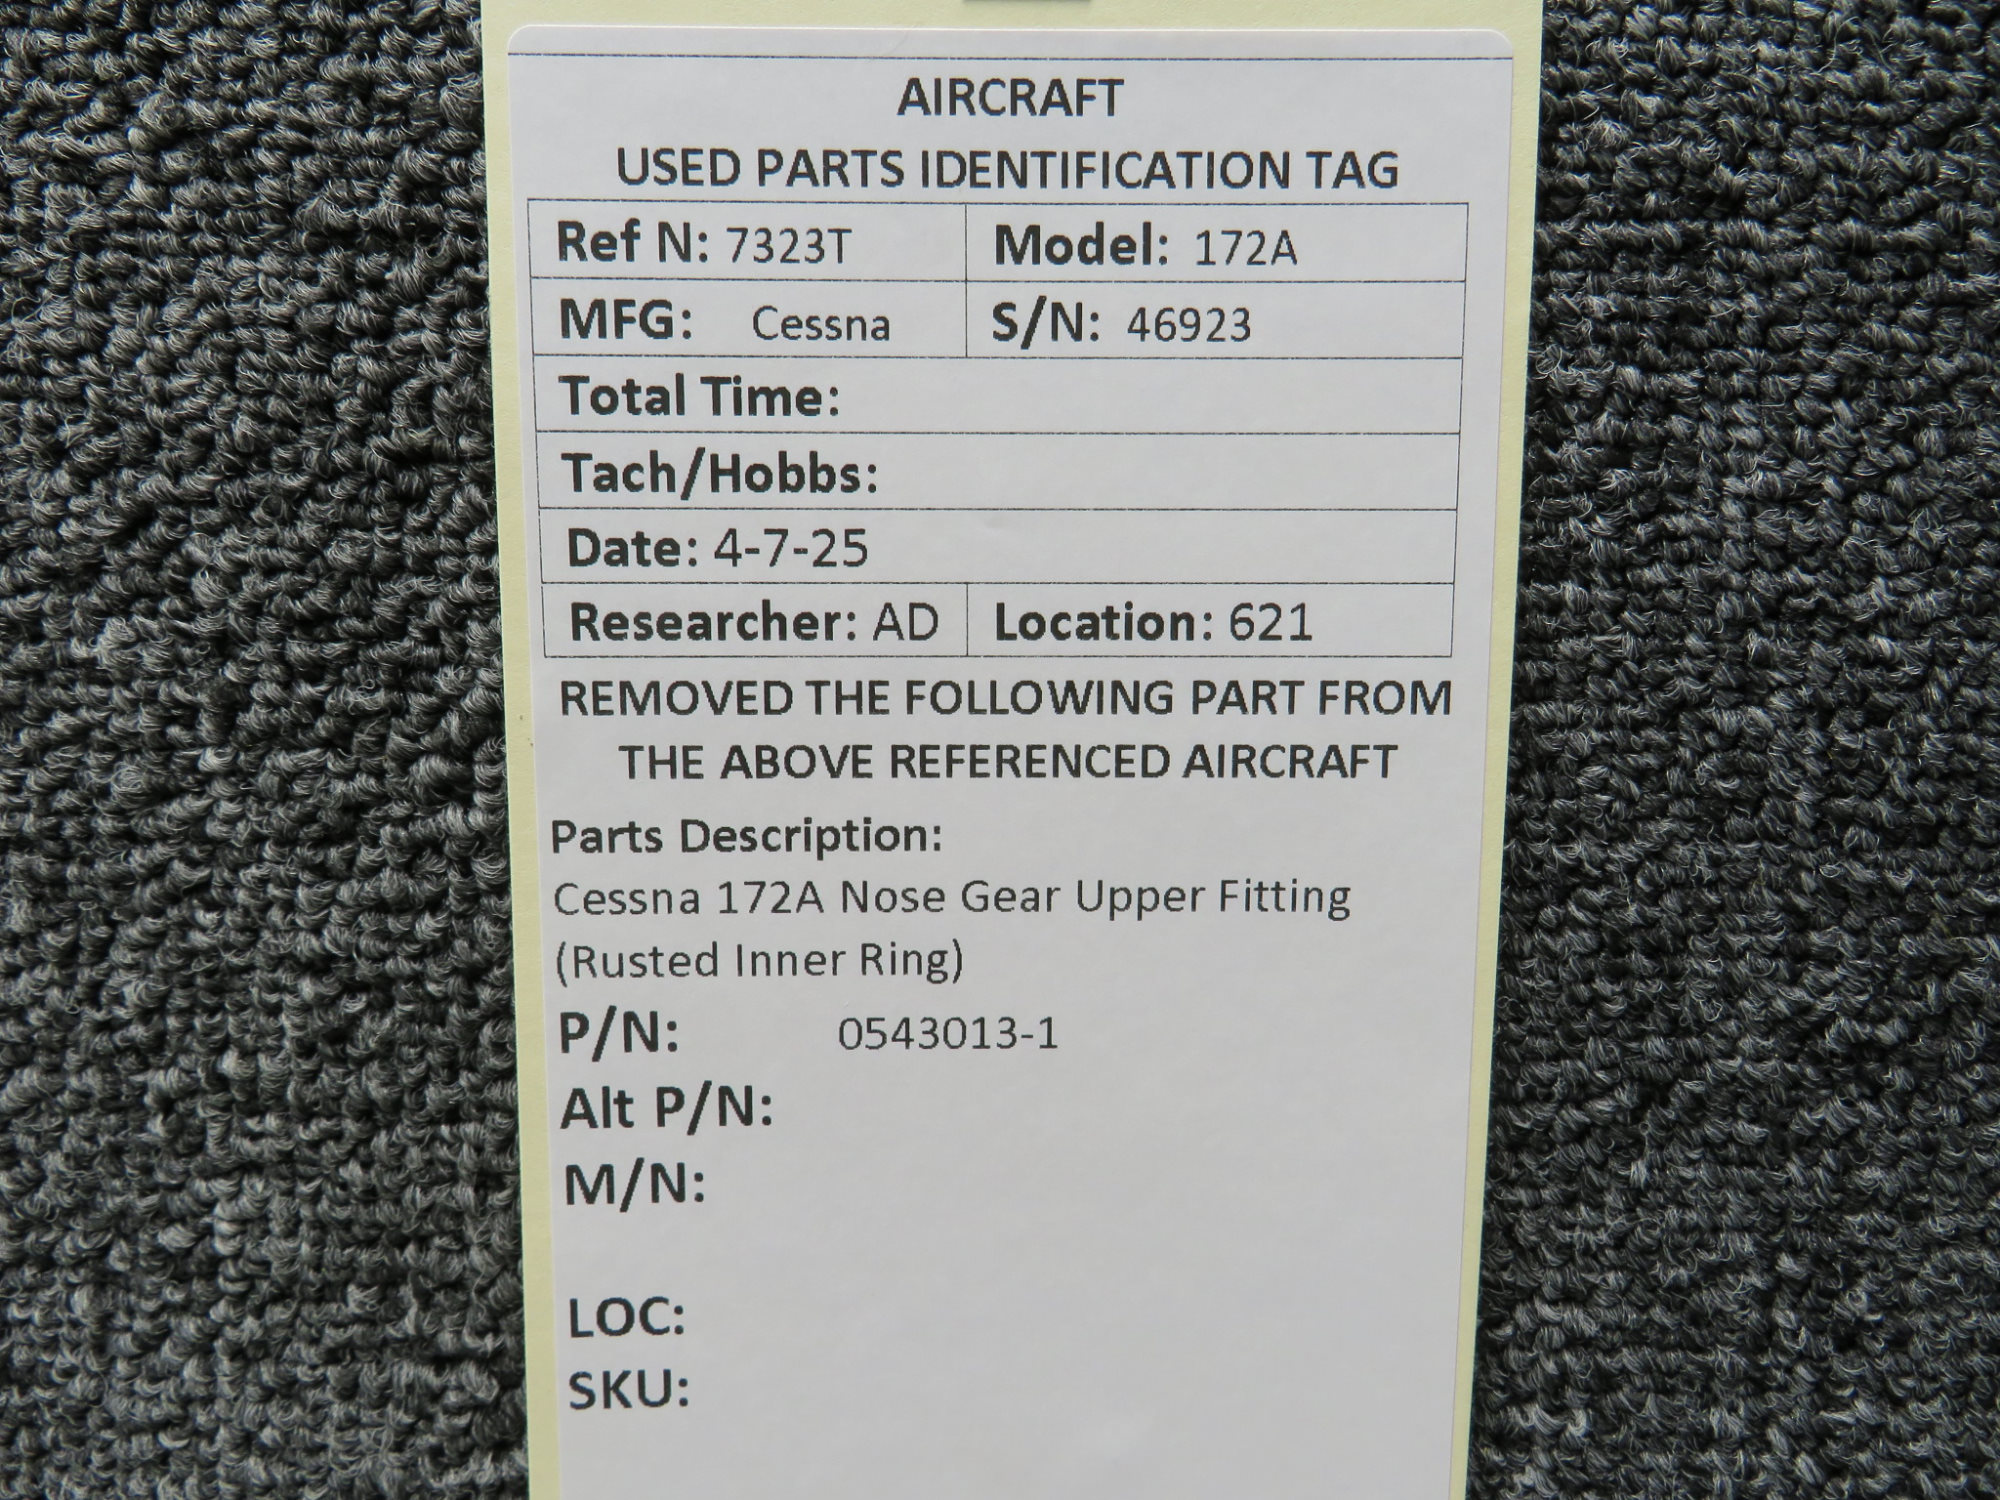 AIRCRAFT
USED PARTS IDENTIFICATION TAG
Ref N: 7323T Model: 172A
MFG: Cessna S/N: 46923
Total Time:
Tach/Hobbs:
Date: 4-7-25
Researcher: AD Location: 621
REMOVED THE FOLLOWING PART FROM
THE ABOVE REFERENCED AIRCRAFT
Parts Description:
Cessna 172A Nose Gear Upper Fitting
(Rusted Inner Ring)
P/N: 0543013-1
Alt P/N:
M/N:
LOC:
SKU: